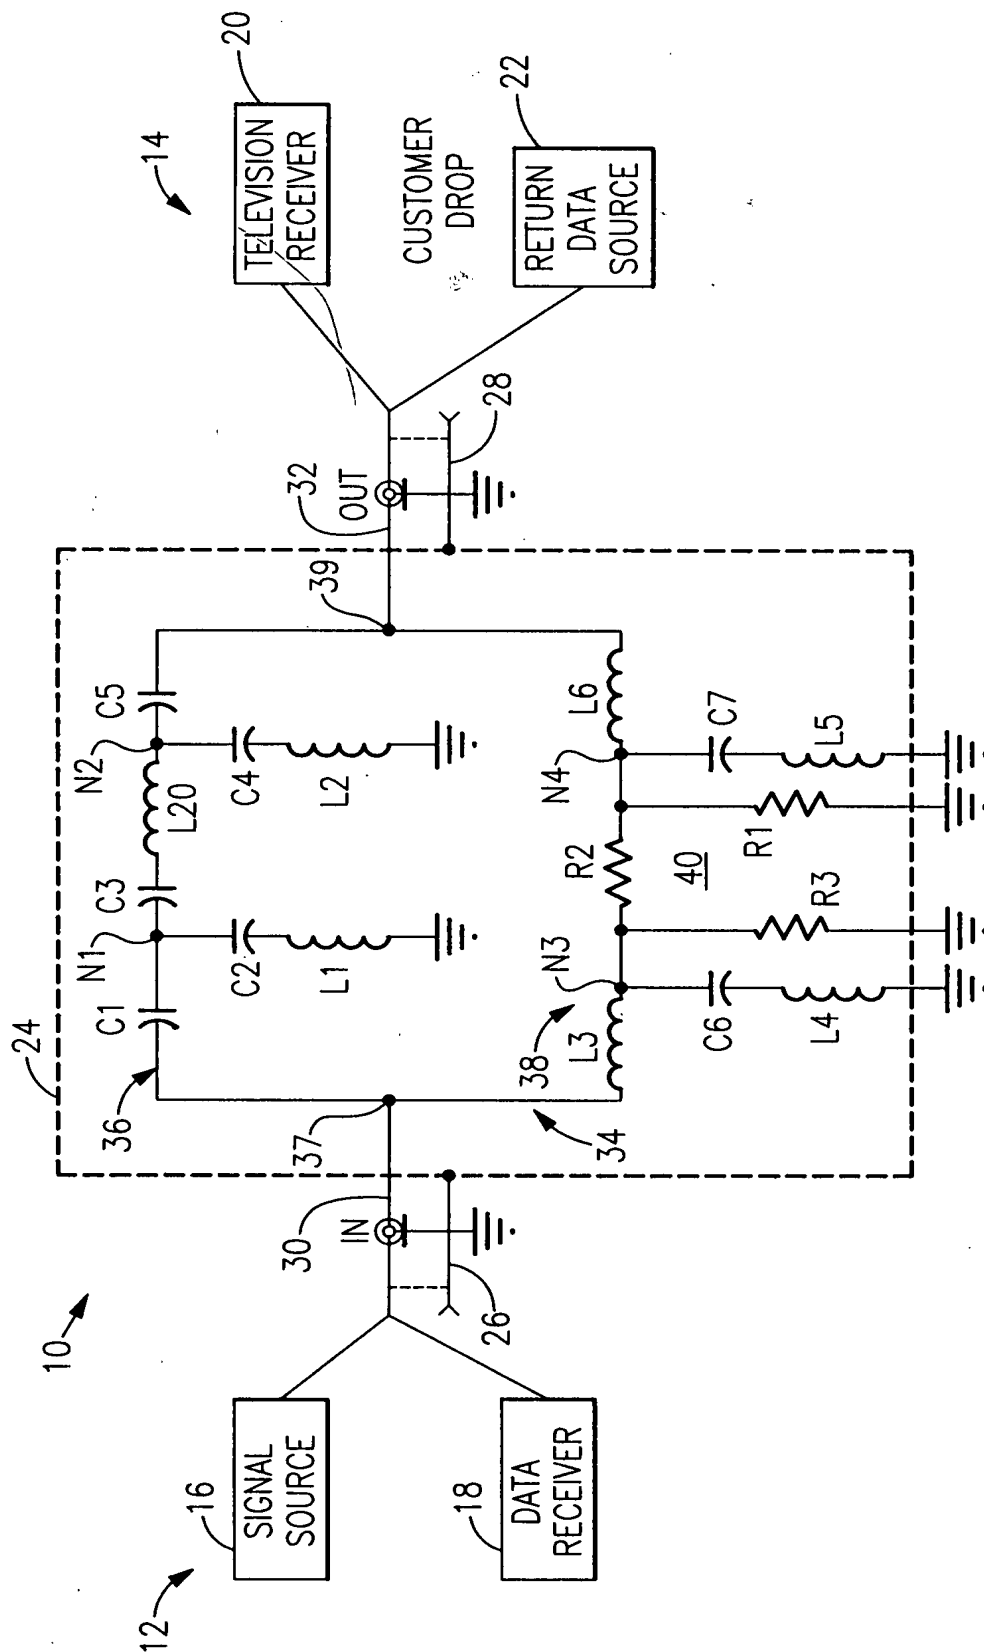 10
12
14
16
SIGNAL
SOURCE
18
DATA
RECEIVER
20
TELEVISION
RECEIVER
CUSTOMER
DROP
22
RETURN
DATA
SOURCE
24
26
28
30
IN
32
OUT
34
36
37
38
39
40
C1
N1
C3
L20
N2
C5
C2
L1
C4
L2
L3
N3
R2
N4
L6
C6
L4
R3
R1
C7
L5